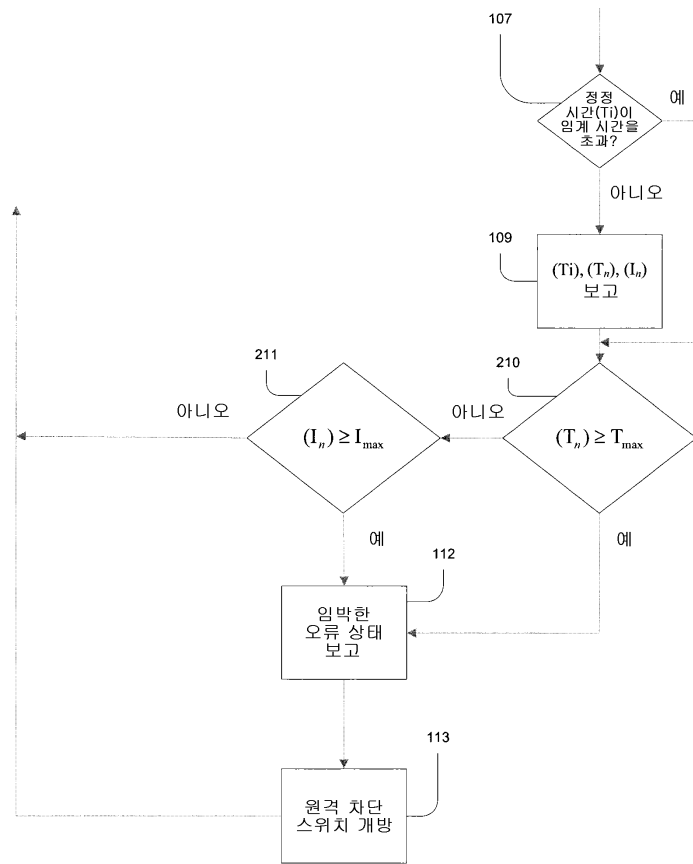 107
정정
시간(Ti)이
임계 시간을
초과?
예
아니오
109
(Ti), (Tn), (In)
보고
211
210
아니오
(In) ≥ Imax
아니오
(Tn) ≥ Tmax
예
예
112
임박한
오류 상태
보고
113
원격 차단
스위치 개방